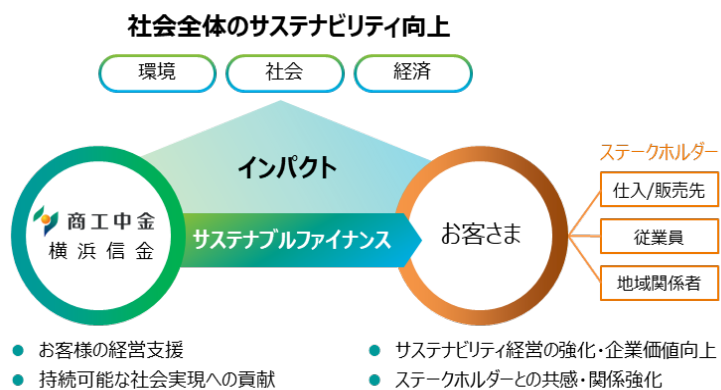 社会全体のサステナビリティ向上
環境
社会
経済
インパクト
商工中金
横浜信金
サステナブルファイナンス
お客さま
ステークホルダー
仕入/販売先
従業員
地域関係者
● お客様の経営支援
● 持続可能な社会実現への貢献
● サステナビリティ経営の強化・企業価値向上
● ステークホルダーとの共感・関係強化